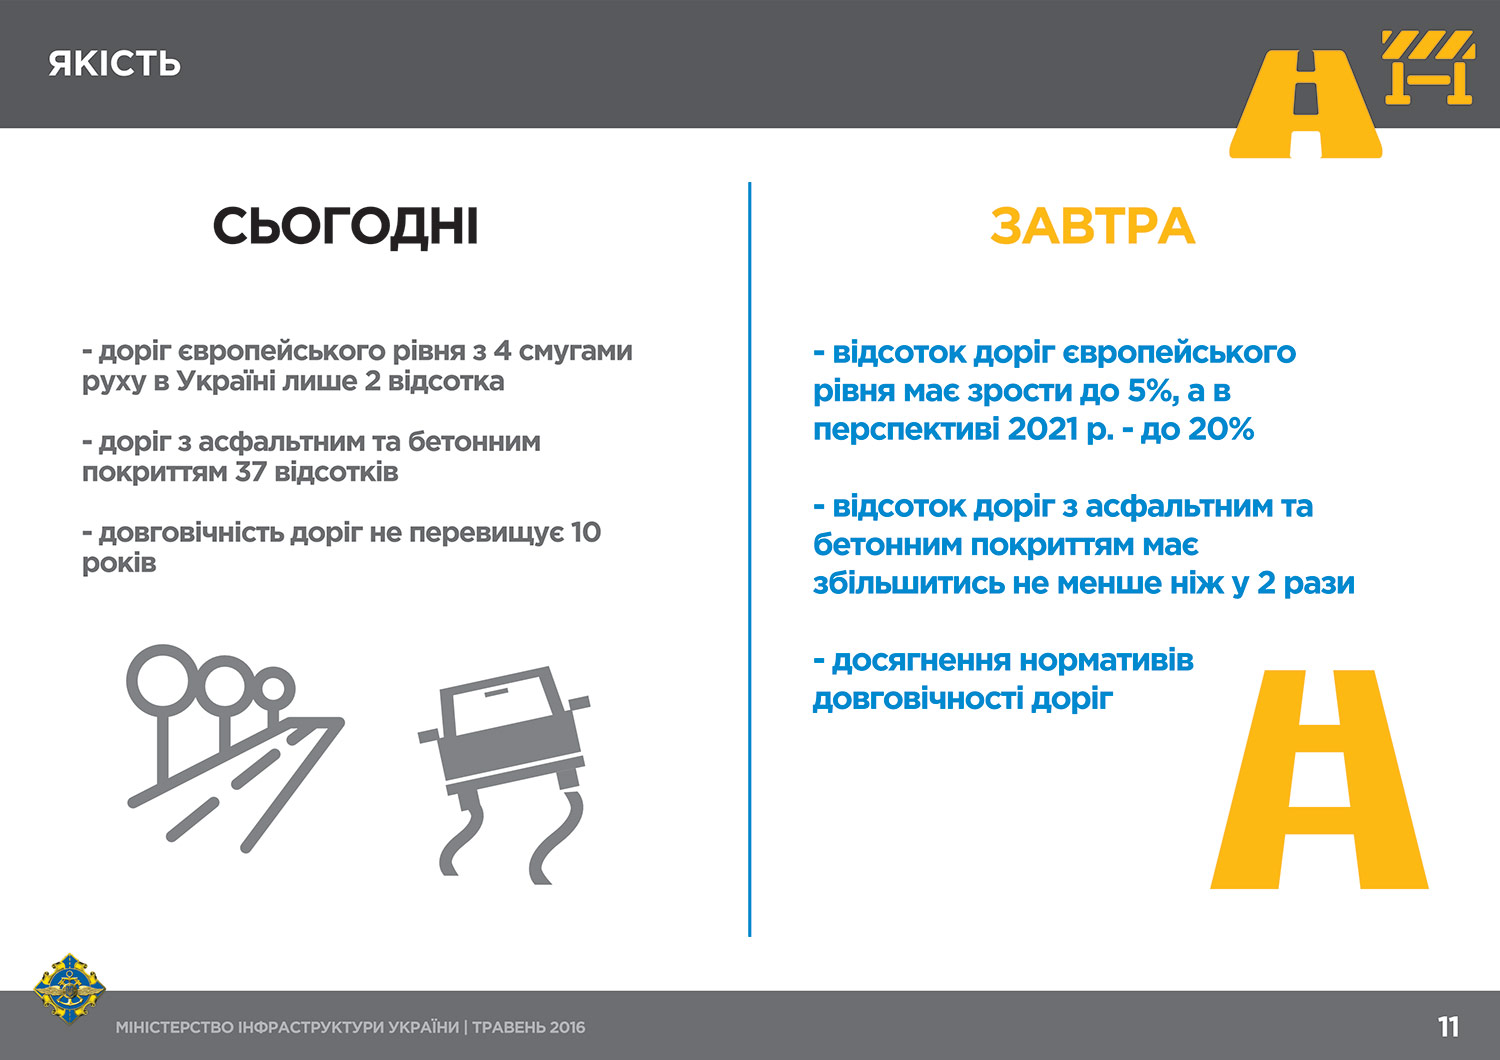 ЯКІСТЬ
СЬОГОДНІ
- доріг європейського рівня з 4 смугами
руху в Україні лише 2 відсотка
- доріг з асфальтним та бетонним
покриттям 37 відсотків
- довговічність доріг не перевищує 10
років
ЗАВТРА
- відсоток доріг європейського
рівня має зрости до 5%, а в
перспективі 2021 р. - до 20%
- відсоток доріг з асфальтним та
бетонним покриттям має
збільшитись не менше ніж у 2 рази
- досягнення нормативів
довговічності доріг
МІНІСТЕРСТВО ІНФРАСТРУКТУРИ УКРАЇНИ | ТРАВЕНЬ 2016
11